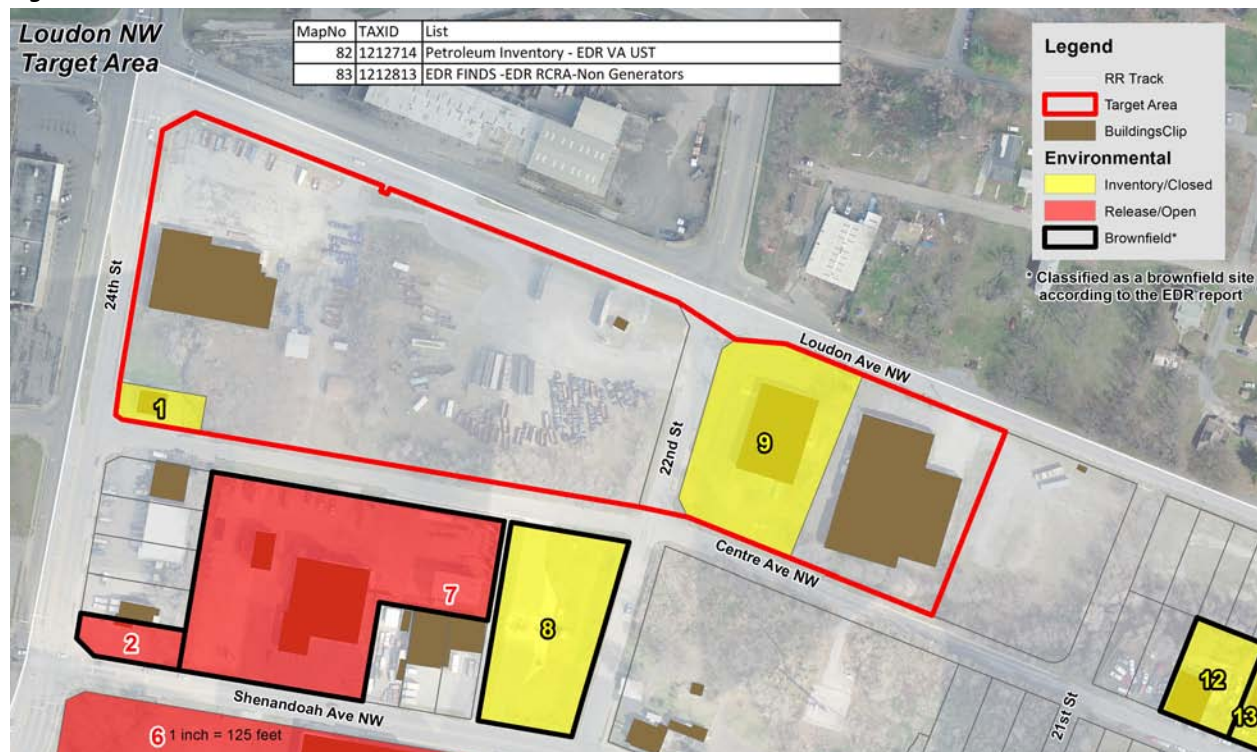 Loudon NW
Target Area
MapNo TAXID List
82 1212714 Petroleum Inventory - EDR VA UST
83 1212813 EDR FINDS -EDR RCRA-Non Generators
Legend
RR Track
Target Area
BuildingsClip
Environmental
Inventory/Closed
Release/Open
Brownfield*
* Classified as a brownfield site
according to the EDR report
24th St
Loudon Ave NW
1
9
22nd St
Centre Ave NW
7
8
2
12
13
21st St
Shenandoah Ave NW
6 1 inch = 125 feet